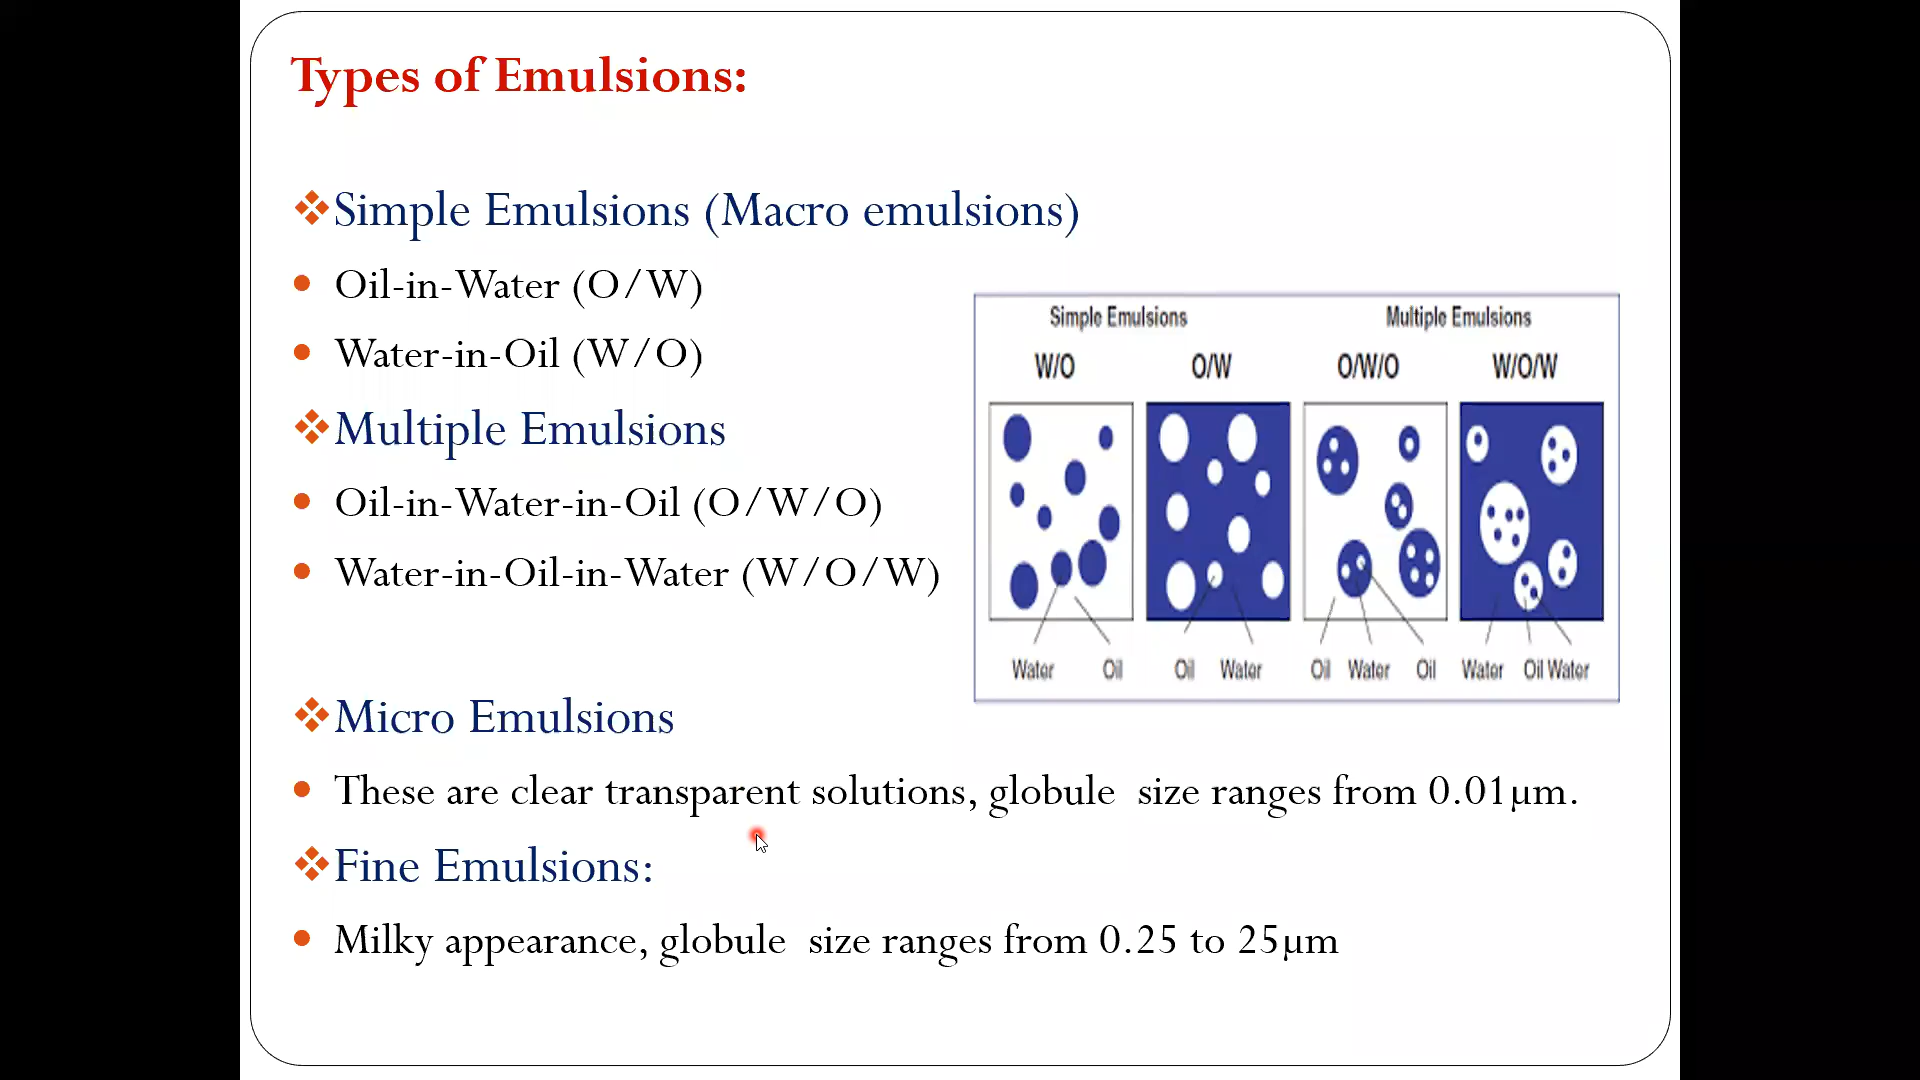 Types of Emulsions:
Simple Emulsions (Macro emulsions)
Oil-in-Water (O/W)
Water-in-Oil (W/O)
Multiple Emulsions
Oil-in-Water-in-Oil (O/W/O)
Water-in-Oil-in-Water (W/O/W)
Simple Emulsions Multiple Emulsions
W/O O/W O/W/O W/O/W
Water Oil Oil Water Oil Water Oil Water Oil Water
Micro Emulsions
These are clear transparent solutions, globule  size ranges from 0.01µm.
Fine Emulsions:
Milky appearance, globule  size ranges from 0.25 to 25µm